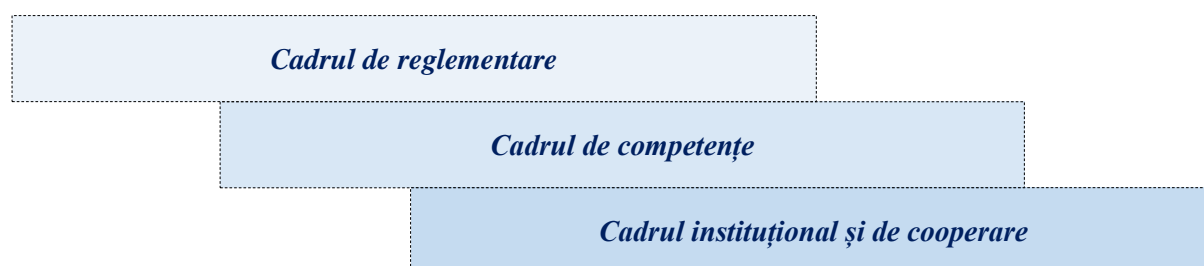 Cadrul de reglementare
Cadrul de competențe
Cadrul instituțional și de cooperare